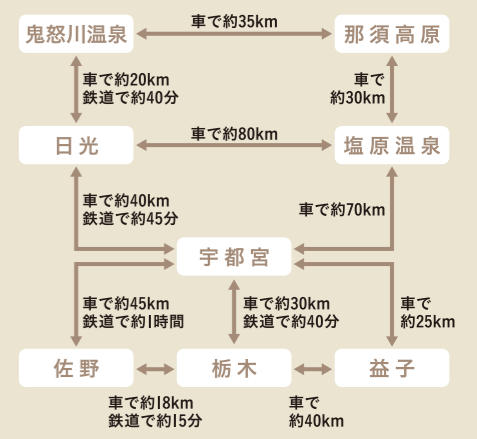 鬼怒川温泉
車で約35km
那須高原
車で約20km
鉄道で約40分
車で
約30km
日光
車で約80km
塩原温泉
車で約40km
鉄道で約45分
車で約70km
宇都宮
車で約45km
鉄道で約1時間
車で約30km
鉄道で約40分
車で
約25km
佐野
栃木
益子
車で約18km
鉄道で約15分
車で
約40km